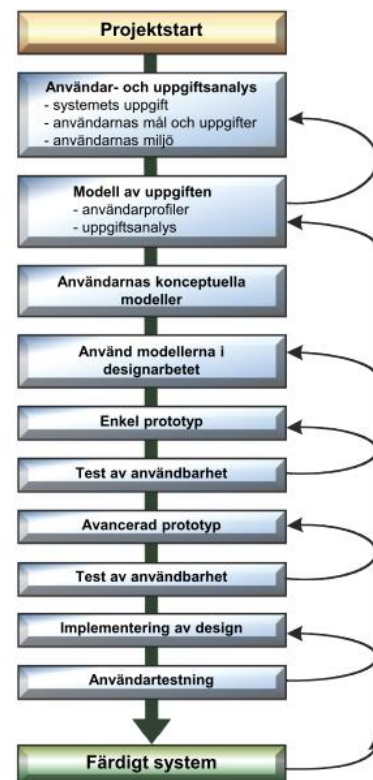 Projektstart
Användar- och uppgiftsanalys
- systemets uppgift
- användarnas mål och uppgifter
- användarnas miljö
Modell av uppgiften
- användarprofiler
- uppgiftsanalys
Användarnas konceptuella
modeller
Använd modellerna i
designarbetet
Enkel prototyp
Test av användbarhet
Avancerad prototyp
Test av användbarhet
Implementering av design
Användartestning
Färdigt system